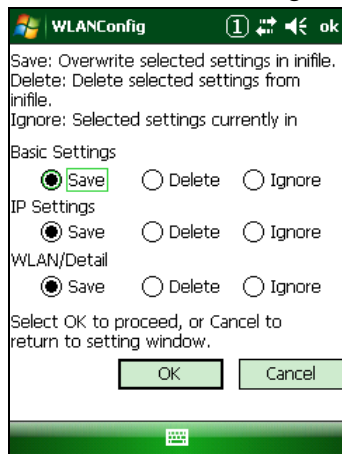 WLANConfig 1 ok
Save: Overwrite selected settings in inifile.
Delete: Delete selected settings from
inifile.
Ignore: Selected settings currently in
Basic Settings
Save Delete Ignore
IP Settings
Save Delete Ignore
WLAN/Detail
Save Delete Ignore
Select OK to proceed, or Cancel to
return to setting window.
OK Cancel